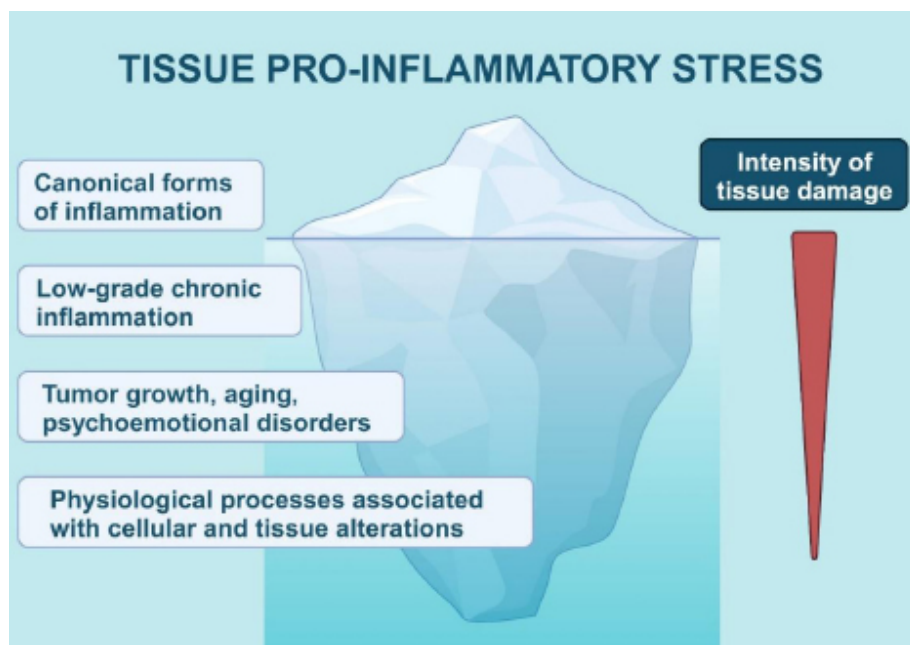 TISSUE PRO-INFLAMMATORY STRESS
Canonical forms
of inflammation
Intensity of
tissue damage
Low-grade chronic
inflammation
Tumor growth, aging,
psychoemotional disorders
Physiological processes associated
with cellular and tissue alterations